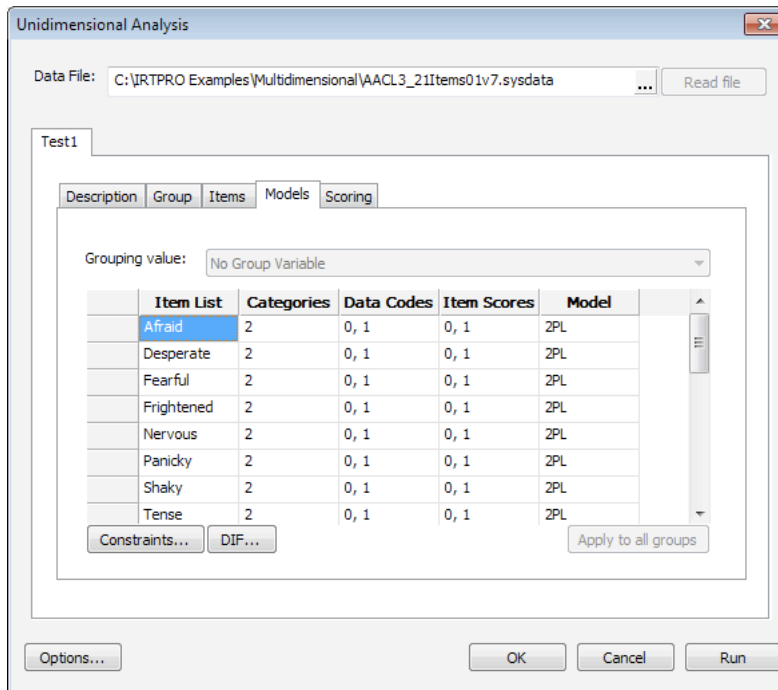 Unidimensional Analysis
Data File: C:\IRTPRO Examples\Multidimensional\AACL3_21Items01v7.sysdata ... Read file
Test1
Description Group Items Models Scoring
Grouping value: No Group Variable
Item List Categories Data Codes Item Scores Model
Afraid 2 0, 1 0, 1 2PL
Desperate 2 0, 1 0, 1 2PL
Fearful 2 0, 1 0, 1 2PL
Frightened 2 0, 1 0, 1 2PL
Nervous 2 0, 1 0, 1 2PL
Panicky 2 0, 1 0, 1 2PL
Shaky 2 0, 1 0, 1 2PL
Tense 2 0, 1 0, 1 2PL
Constraints... DIF... Apply to all groups
Options... OK Cancel Run